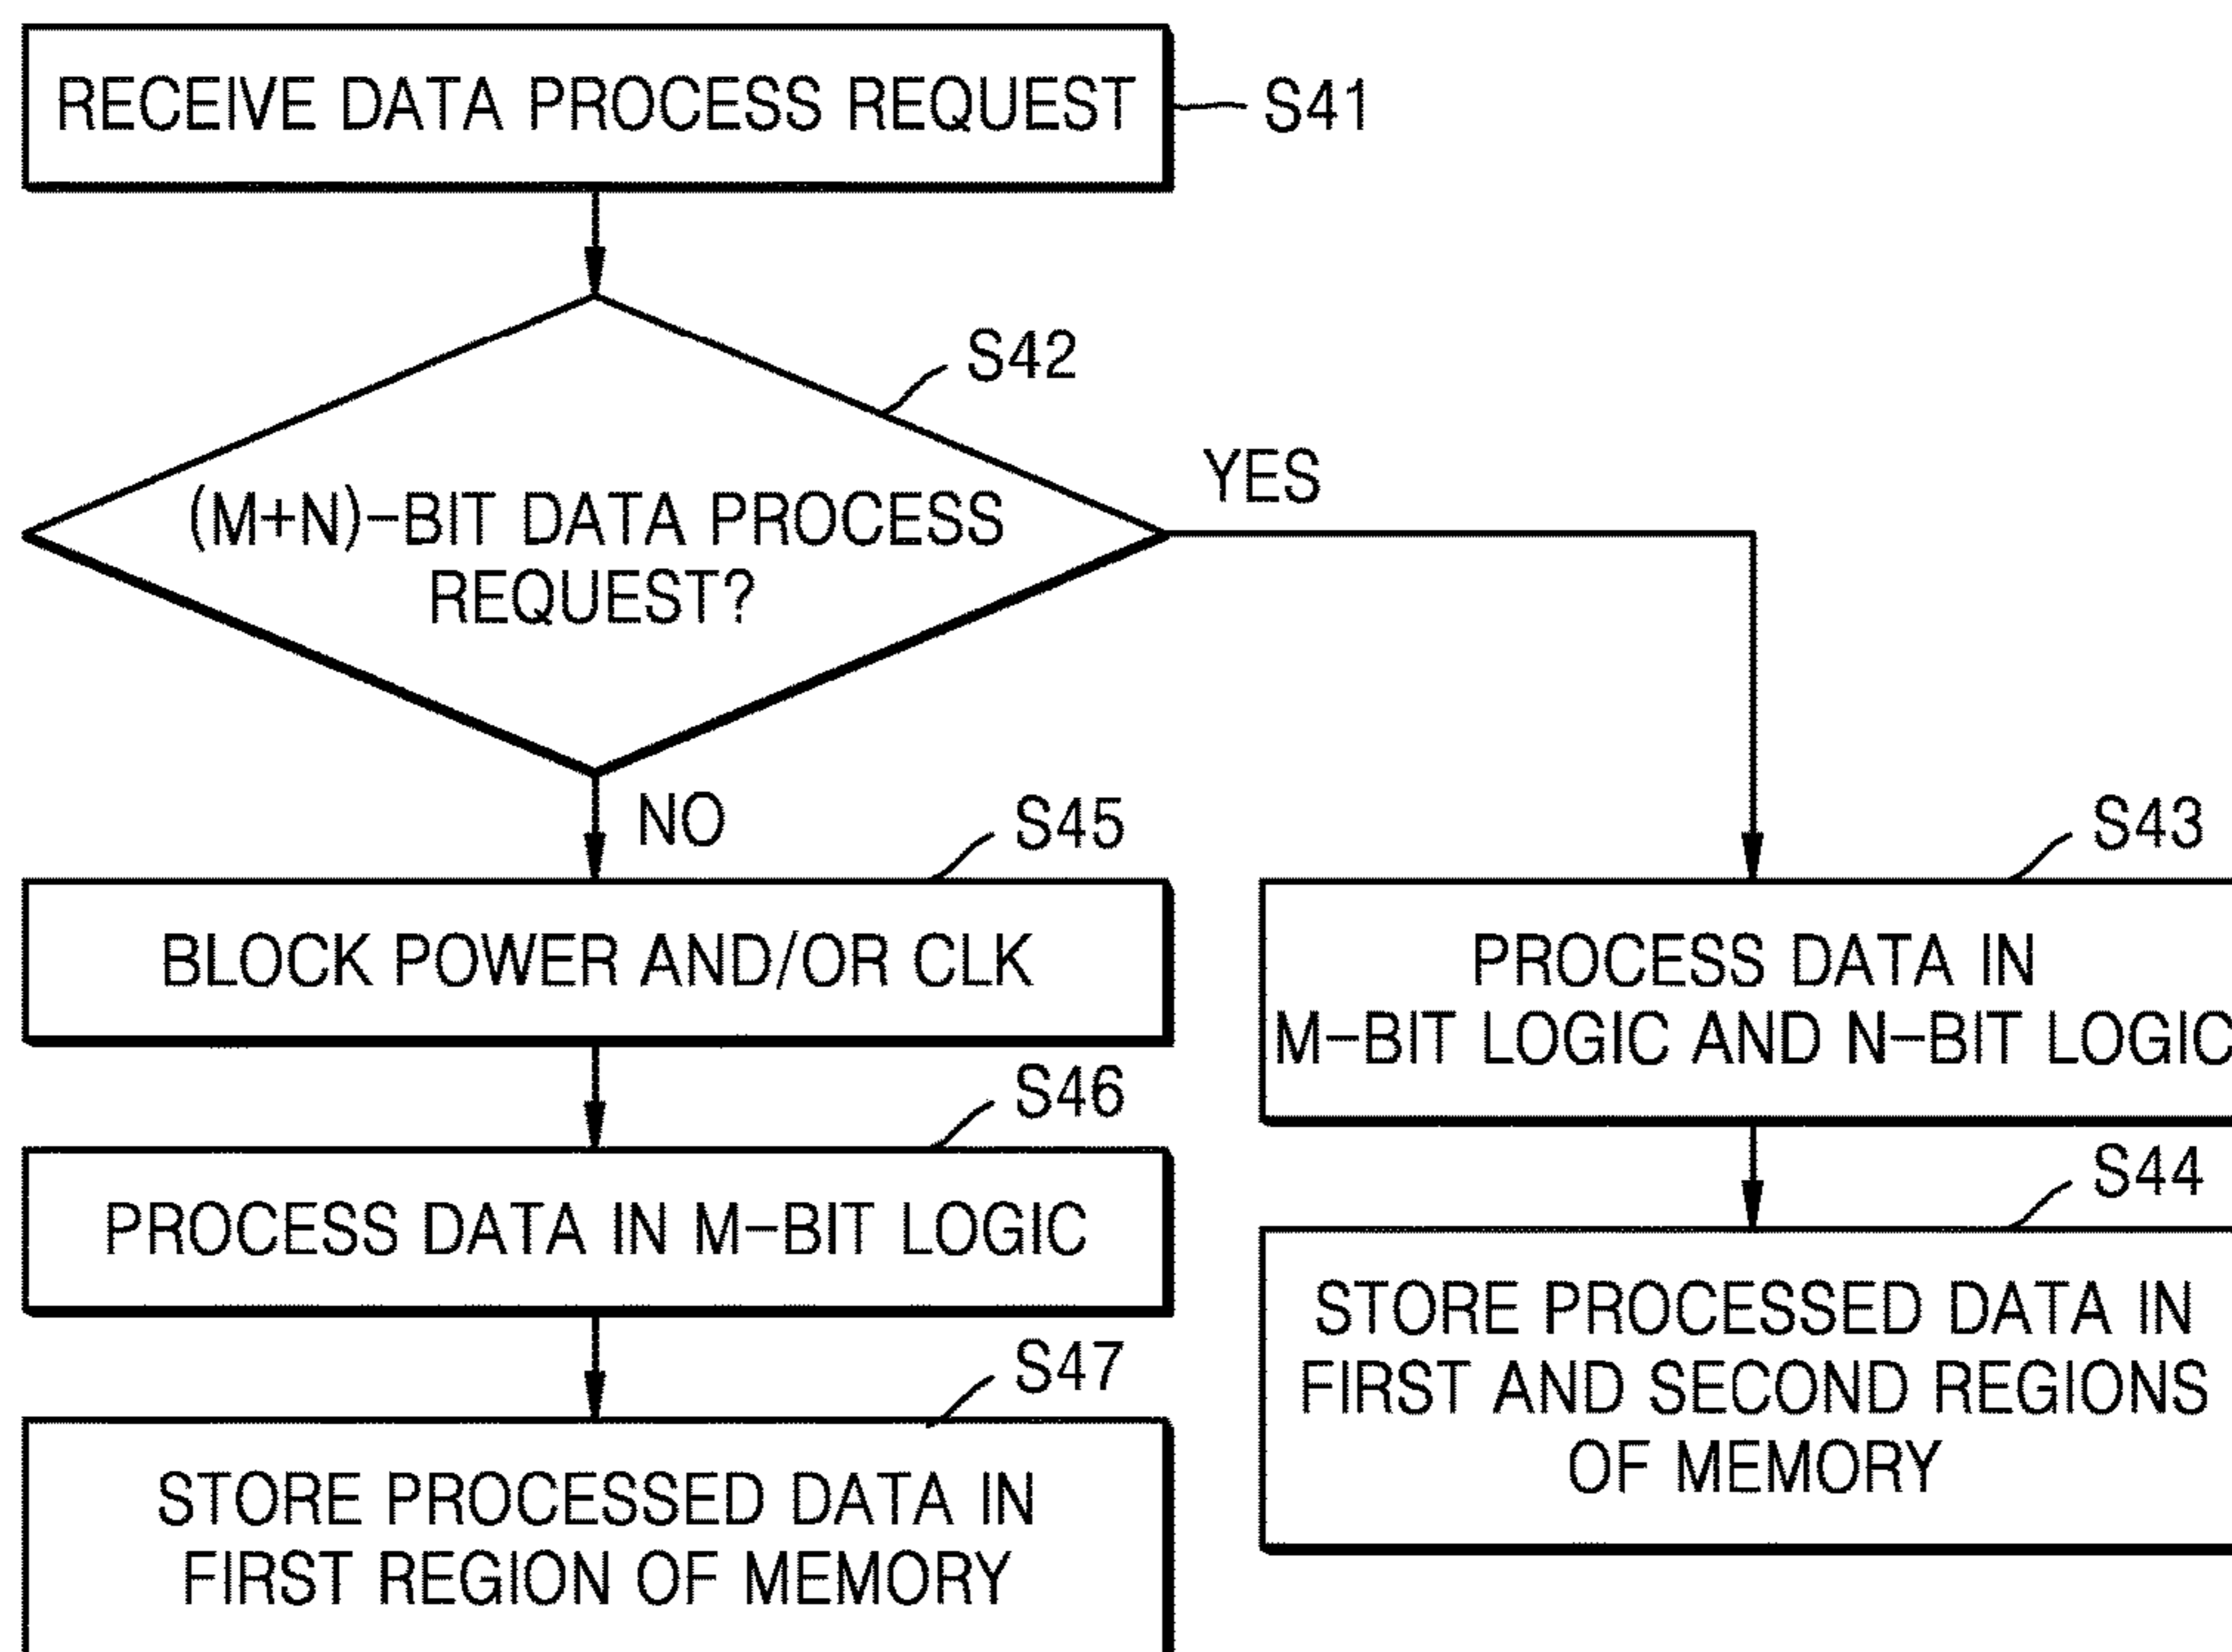 RECEIVE DATA PROCESS REQUEST
S41
S42
(M+N)-BIT DATA PROCESS
REQUEST?
YES
NO
S45
BLOCK POWER AND/OR CLK
S46
PROCESS DATA IN M-BIT LOGIC
S47
STORE PROCESSED DATA IN
FIRST REGION OF MEMORY
S43
PROCESS DATA IN
M-BIT LOGIC AND N-BIT LOGIC
S44
STORE PROCESSED DATA IN
FIRST AND SECOND REGIONS
OF MEMORY